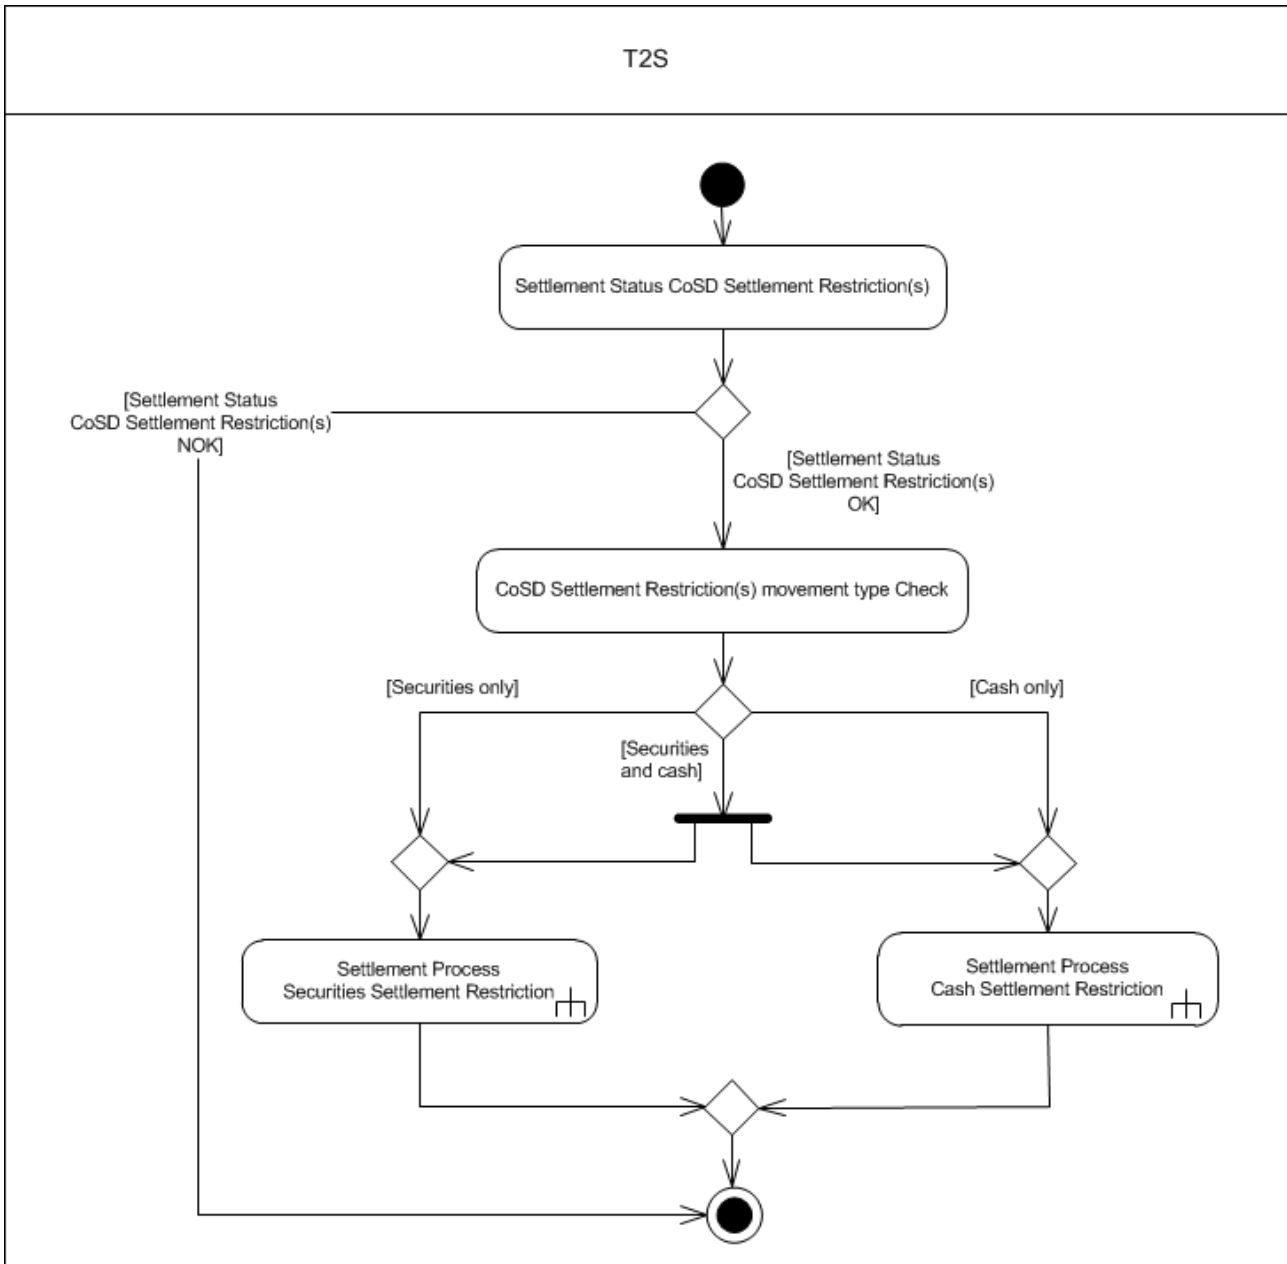 T2S
Settlement Status CoSD Settlement Restriction(s)
[Settlement Status
CoSD Settlement Restriction(s)
NOK]
[Settlement Status
CoSD Settlement Restriction(s)
OK]
CoSD Settlement Restriction(s) movement type Check
[Securities only]
[Cash only]
[Securities
and cash]
Settlement Process
Securities Settlement Restriction
Settlement Process
Cash Settlement Restriction